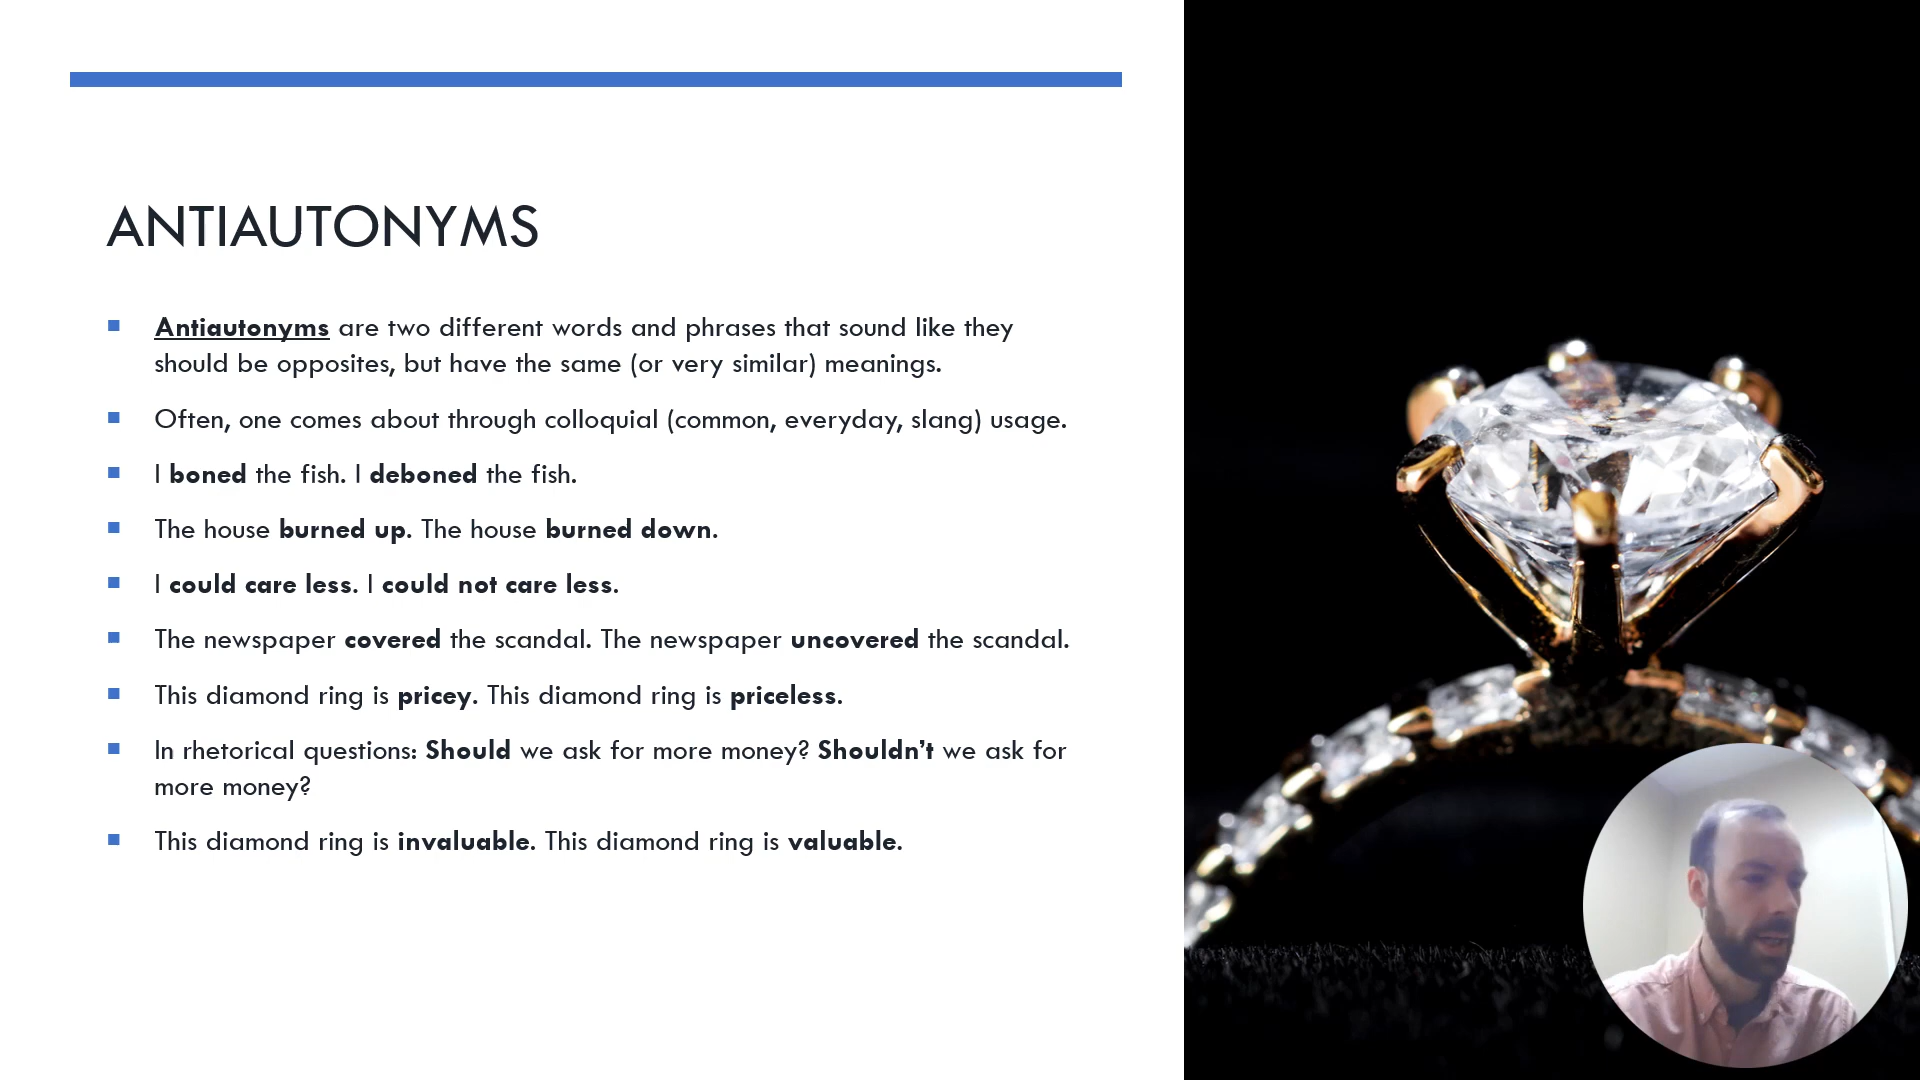 ANTIAUTONYMS
Antiautonyms are two different words and phrases that sound like they
should be opposites, but have the same (or very similar) meanings.
Often, one comes about through colloquial (common, everyday, slang) usage.
I boned the fish. I deboned the fish.
The house burned up. The house burned down.
I could care less. I could not care less.
The newspaper covered the scandal. The newspaper uncovered the scandal.
This diamond ring is pricey. This diamond ring is priceless.
In rhetorical questions: Should we ask for more money? Shouldn’t we ask for
more money?
This diamond ring is invaluable. This diamond ring is valuable.